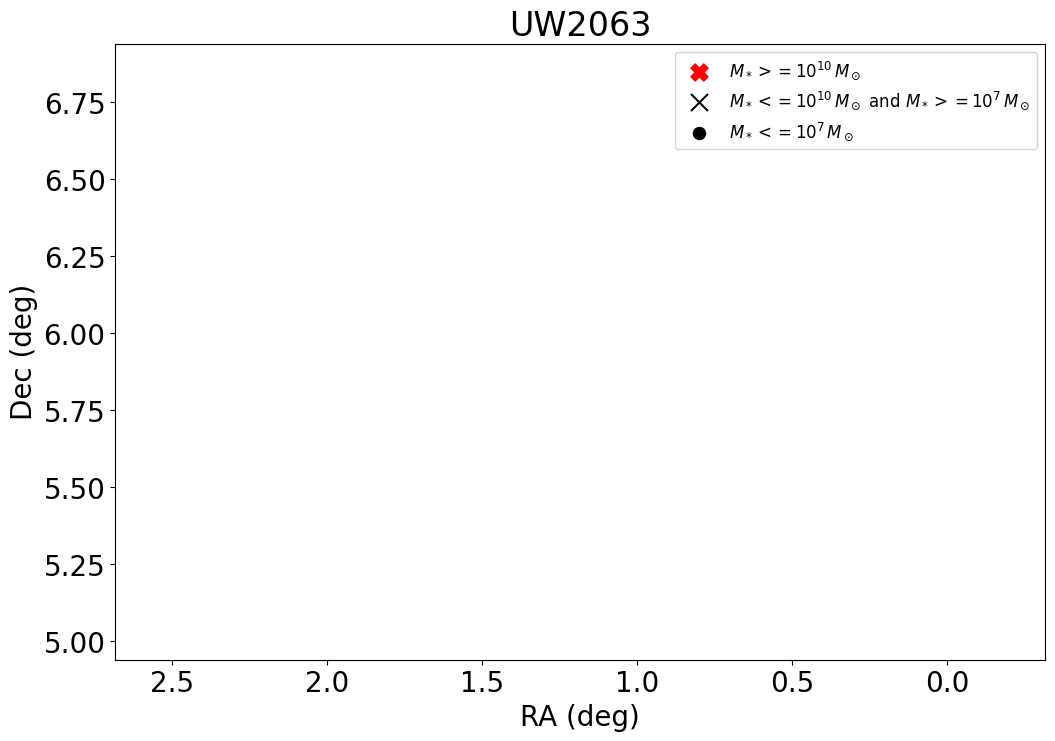 UW2063
M* >= 10^10 M⊙
M* <= 10^10 M⊙ and M* >= 10^7 M⊙
M* <= 10^7 M⊙
6.75
6.50
6.25
6.00
5.75
5.50
5.25
5.00
Dec (deg)
2.5 2.0 1.5 1.0 0.5 0.0
RA (deg)